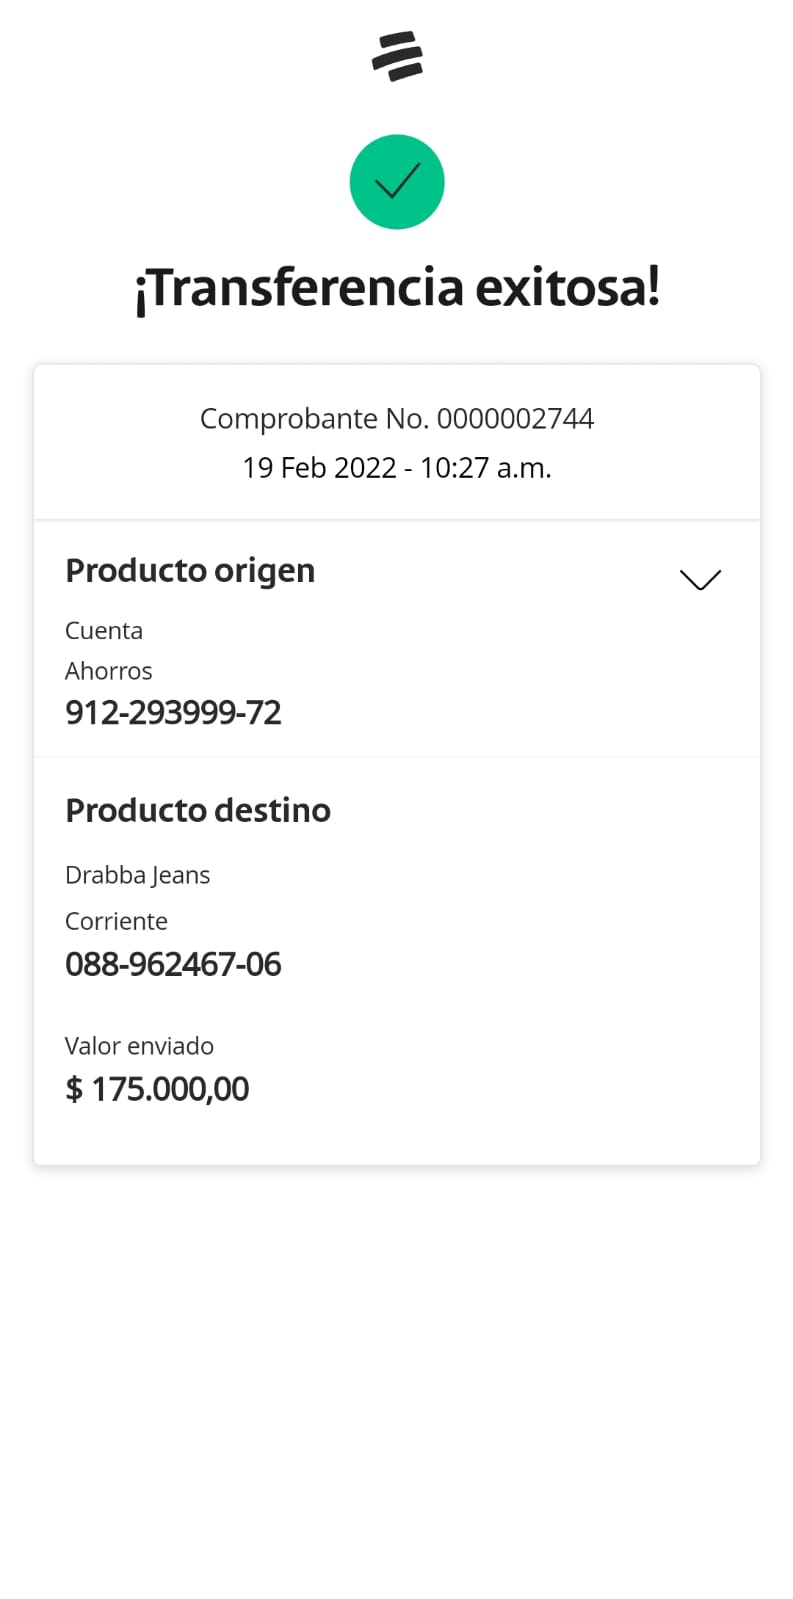 ¡Transferencia exitosa!
Comprobante No. 0000002744
19 Feb 2022 - 10:27 a.m.
Producto origen
Cuenta
Ahorros
912-293999-72
Producto destino
Drabba Jeans
Corriente
088-962467-06
Valor enviado
$ 175.000,00